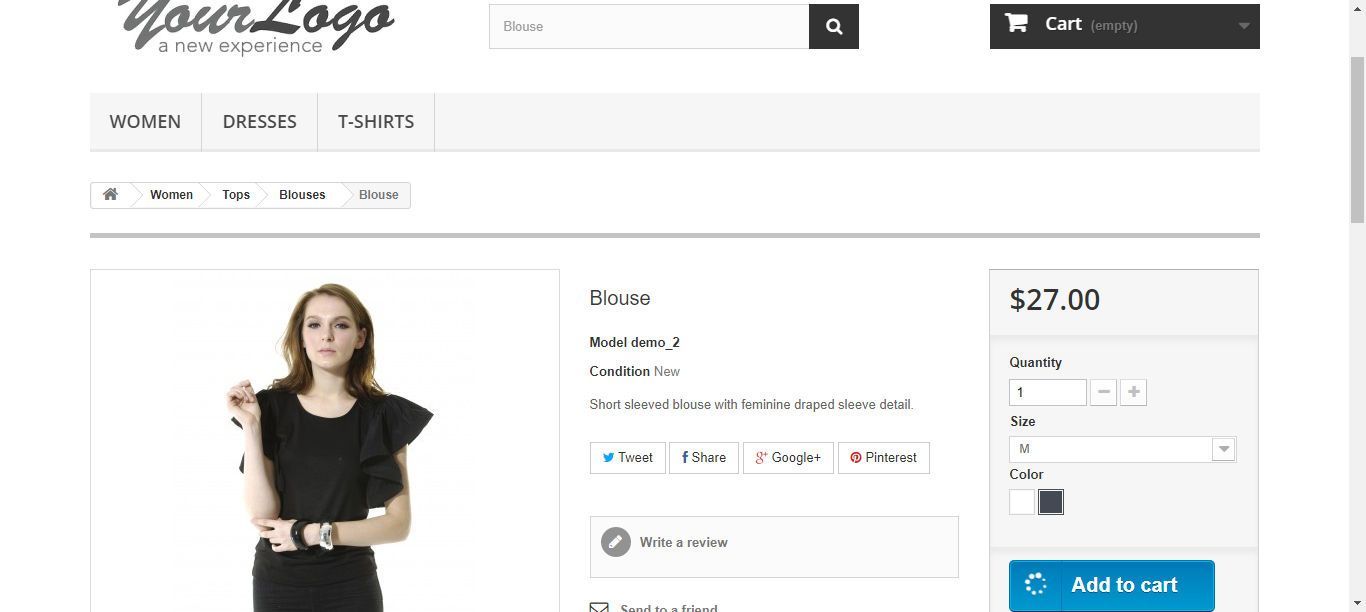 YourLogo
a new experience
Blouse
Cart (empty)
WOMEN
DRESSES
T-SHIRTS
Women
Tops
Blouses
Blouse
Blouse
Model demo_2
Condition New
Short sleeved blouse with feminine draped sleeve detail.
Tweet
Share
Google+
Pinterest
Write a review
Send to a friend
$27.00
Quantity
1
Size
M
Color
Add to cart